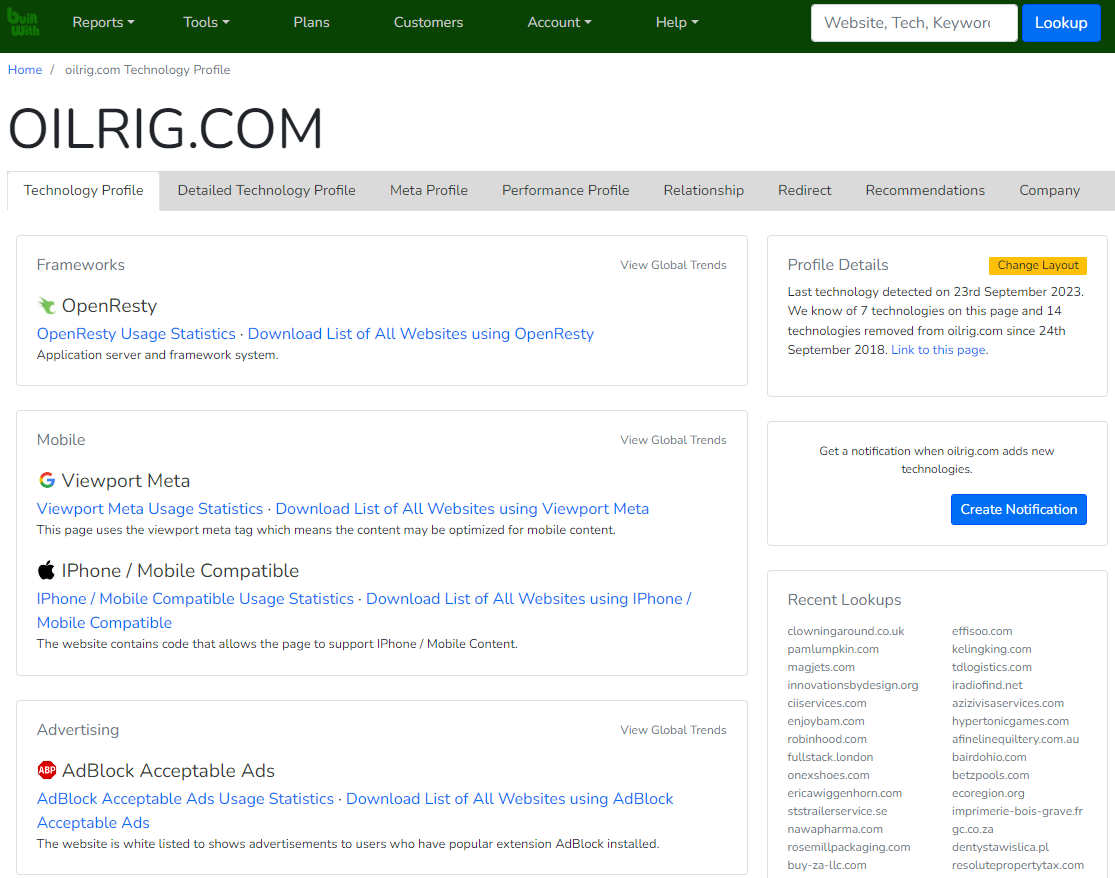 built with
Reports Tools Plans Customers Account Help Website, Tech, Keyword Lookup
Home / oilrig.com Technology Profile
OILRIG.COM
Technology Profile Detailed Technology Profile Meta Profile Performance Profile Relationship Redirect Recommendations Company
Frameworks View Global Trends
OpenResty
OpenResty Usage Statistics · Download List of All Websites using OpenResty
Application server and framework system.
Mobile View Global Trends
Viewport Meta
Viewport Meta Usage Statistics · Download List of All Websites using Viewport Meta
This page uses the viewport meta tag which means the content may be optimized for mobile content.
IPhone / Mobile Compatible
IPhone / Mobile Compatible Usage Statistics · Download List of All Websites using IPhone /
Mobile Compatible
The website contains code that allows the page to support IPhone / Mobile Content.
Advertising View Global Trends
ABP AdBlock Acceptable Ads
AdBlock Acceptable Ads Usage Statistics · Download List of All Websites using AdBlock
Acceptable Ads
The website is white listed to shows advertisements to users who have popular extension AdBlock installed.
Profile Details Change Layout
Last technology detected on 23rd September 2023.
We know of 7 technologies on this page and 14
technologies removed from oilrig.com since 24th
September 2018. Link to this page.
Get a notification when oilrig.com adds new
technologies.
Create Notification
Recent Lookups
clowningaround.co.uk effisoo.com
pamlumpkin.com kelingking.com
magjets.com tdlogistics.com
innovationsbydesign.org iradiofind.net
ciiservices.com azizivisaservices.com
enjoybam.com hypertonicgames.com
robinhood.com afinelinequiltery.com.au
fullstack.london bairdohio.com
onexshoes.com betzpools.com
ericawiggenhorn.com ecoregion.org
ststrailerservice.se imprimerie-bois-grave.fr
nawapharma.com gc.co.za
rosemillpackaging.com dentystawislica.pl
buy-za-llc.com resolutepropertytax.com